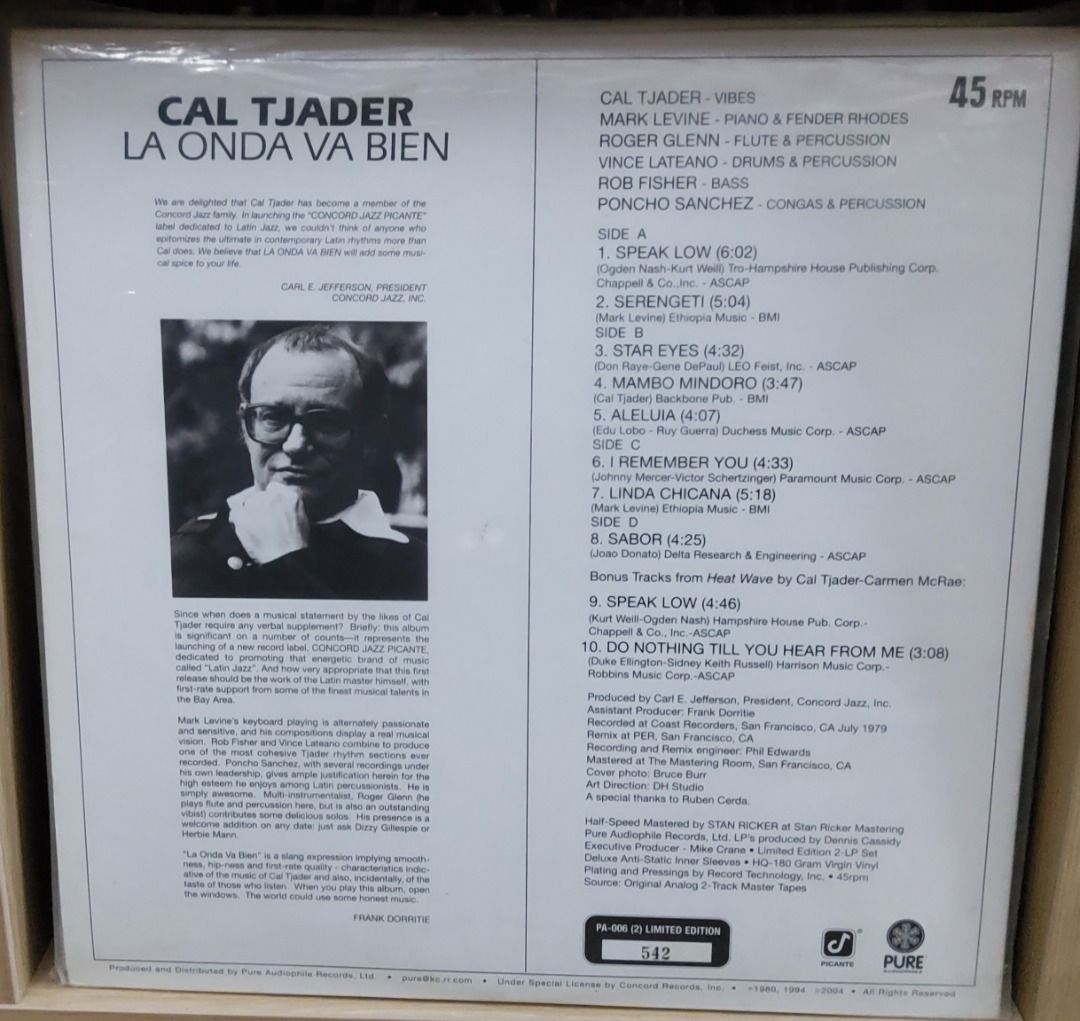 CAL TJADER
LA ONDA VA BIEN
We are delighted that Cal Tjader has become a member of the
Concord Jazz family. In launching the "CONCORD JAZZ PICANTE"
label dedicated to Latin Jazz, we couldn't think of anyone who
epitomizes the ultimate in contemporary Latin rhythms more than
Cal does. We believe that LA ONDA VA BIEN will add some musi-
cal spice to your life.
CARL E. JEFFERSON, PRESIDENT
CONCORD JAZZ, INC.
Since when does a musical statement by the likes of Cal
Tjader require any verbal supplement? Briefly: this album
is significant on a number of counts—it represents the
launching of a new record label, CONCORD JAZZ PICANTE,
dedicated to promoting that energetic brand of music
called "Latin Jazz". And how very appropriate that this first
release should be the work of the Latin master himself, with
first-rate support from some of the finest musical talents in
the Bay Area.
Mark Levine's keyboard playing is alternately passionate
and sensitive, and his compositions display a real musical
vision. Rob Fisher and Vince Lateano combine to produce
one of the most cohesive Tjader rhythm sections ever
recorded. Poncho Sanchez, with several recordings under
his own leadership, gives ample justification herein for the
high esteem he enjoys among Latin percussionists. He is
simply awesome. Multi-instrumentalist, Roger Glenn (he
plays flute and percussion here, but is also an outstanding
vibist) contributes some delicious solos. His presence is a
welcome addition on any date: just ask Dizzy Gillespie or
Herbie Mann.
"La Onda Va Bien" is a slang expression implying smooth-
ness, hip-ness and first-rate quality - characteristics indic-
ative of the music of Cal Tjader and also, incidentally, of the
taste of those who listen. When you play this album, open
the windows. The world could use some honest music.
FRANK DORRITIE
45 RPM
CAL TJADER - VIBES
MARK LEVINE - PIANO & FENDER RHODES
ROGER GLENN - FLUTE & PERCUSSION
VINCE LATEANO - DRUMS & PERCUSSION
ROB FISHER - BASS
PONCHO SANCHEZ - CONGAS & PERCUSSION
SIDE A
1. SPEAK LOW (6:02)
(Ogden Nash-Kurt Weill) Tro-Hampshire House Publishing Corp.
Chappell & Co.,Inc. - ASCAP
2. SERENGETI (5:04)
(Mark Levine) Ethiopia Music - BMI
SIDE B
3. STAR EYES (4:32)
(Don Raye-Gene DePaul) LEO Feist, Inc. - ASCAP
4. MAMBO MINDORO (3:47)
(Cal Tjader) Backbone Pub. - BMI
5. ALELUIA (4:07)
(Edu Lobo - Ruy Guerra) Duchess Music Corp. - ASCAP
SIDE C
6. I REMEMBER YOU (4:33)
(Johnny Mercer-Victor Schertzinger) Paramount Music Corp. - ASCAP
7. LINDA CHICANA (5:18)
(Mark Levine) Ethiopia Music - BMI
SIDE D
8. SABOR (4:25)
(Joao Donato) Delta Research & Engineering - ASCAP
Bonus Tracks from Heat Wave by Cal Tjader-Carmen McRae:
9. SPEAK LOW (4:46)
(Kurt Weill-Ogden Nash) Hampshire House Pub. Corp.-
Chappell & Co., Inc.-ASCAP
10. DO NOTHING TILL YOU HEAR FROM ME (3:08)
(Duke Ellington-Sidney Keith Russell) Harrison Music Corp.-
Robbins Music Corp.-ASCAP
Produced by Carl E. Jefferson, President, Concord Jazz, Inc.
Assistant Producer: Frank Dorritie
Recorded at Coast Recorders, San Francisco, CA July 1979
Remix at PER, San Francisco, CA
Recording and Remix engineer: Phil Edwards
Mastered at The Mastering Room, San Francisco, CA
Cover photo: Bruce Burr
Art Direction: DH Studio
A special thanks to Ruben Cerda.
Half-Speed Mastered by STAN RICKER at Stan Ricker Mastering
Pure Audiophile Records, Ltd. LP's produced by Dennis Cassidy
Executive Producer - Mike Crane • Limited Edition 2-LP Set
Deluxe Anti-Static Inner Sleeves • HQ-180 Gram Virgin Vinyl
Plating and Pressings by Record Technology, Inc. • 45rpm
Source: Original Analog 2-Track Master Tapes
PA-006 (2) LIMITED EDITION
542
PICANTE
PURE
Produced and Distributed by Pure Audiophile Records, Ltd. • pure@kc.rr.com • Under Special License by Concord Records, Inc. • ℗1980, 1994 ℗2004 • All Rights Reserved